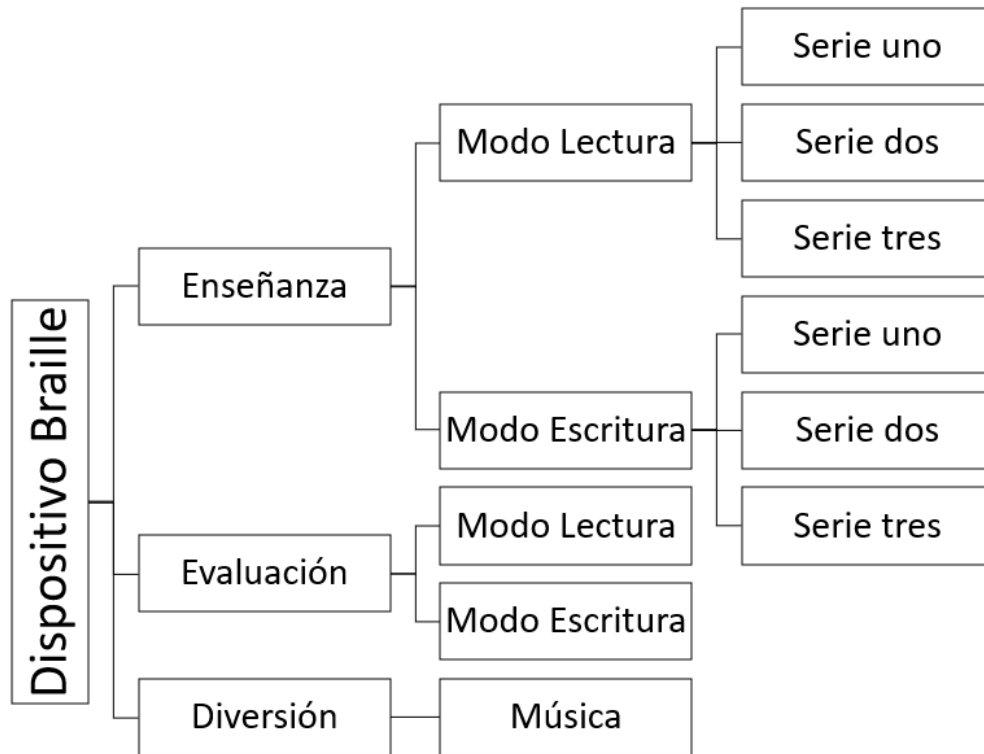 Dispositivo Braille
Enseñanza
Modo Lectura
Serie uno
Serie dos
Serie tres
Modo Escritura
Serie uno
Serie dos
Serie tres
Evaluación
Modo Lectura
Modo Escritura
Diversión
Música